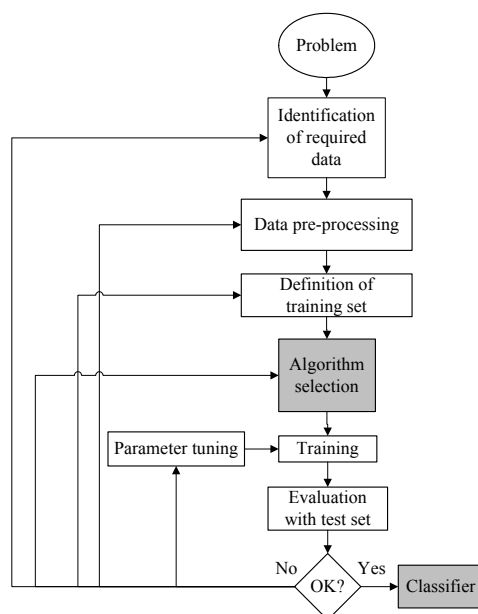 Problem
Identification
of required
data
Data pre-processing
Definition of
training set
Algorithm
selection
Parameter tuning
Training
Evaluation
with test set
No
OK?
Yes
Classifier